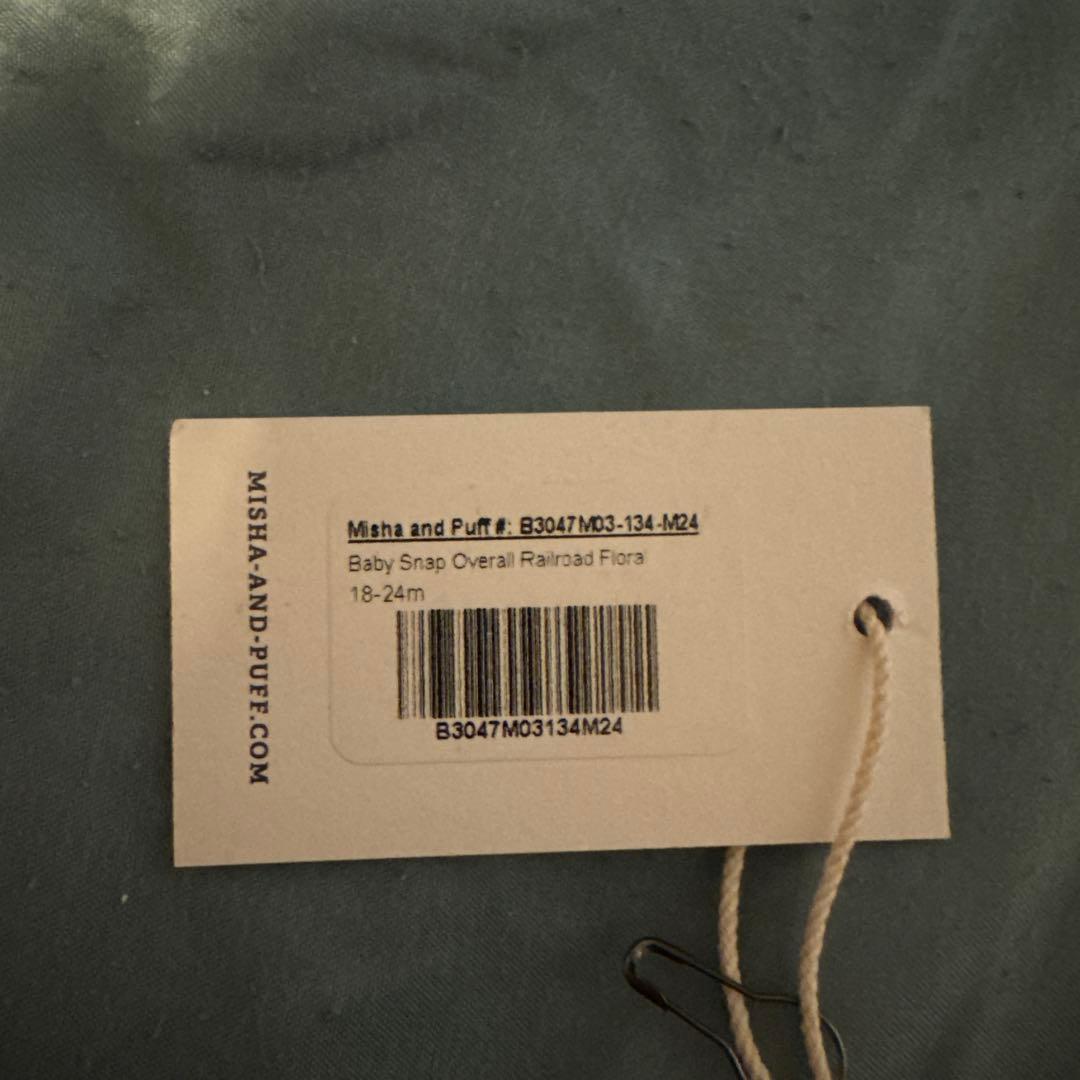 MISHA-AND-PUFF.COM
Misha and Puff #: B3047M03-134-M24
Baby Snap Overall Railroad Floral
18-24m
B3047M03134M24